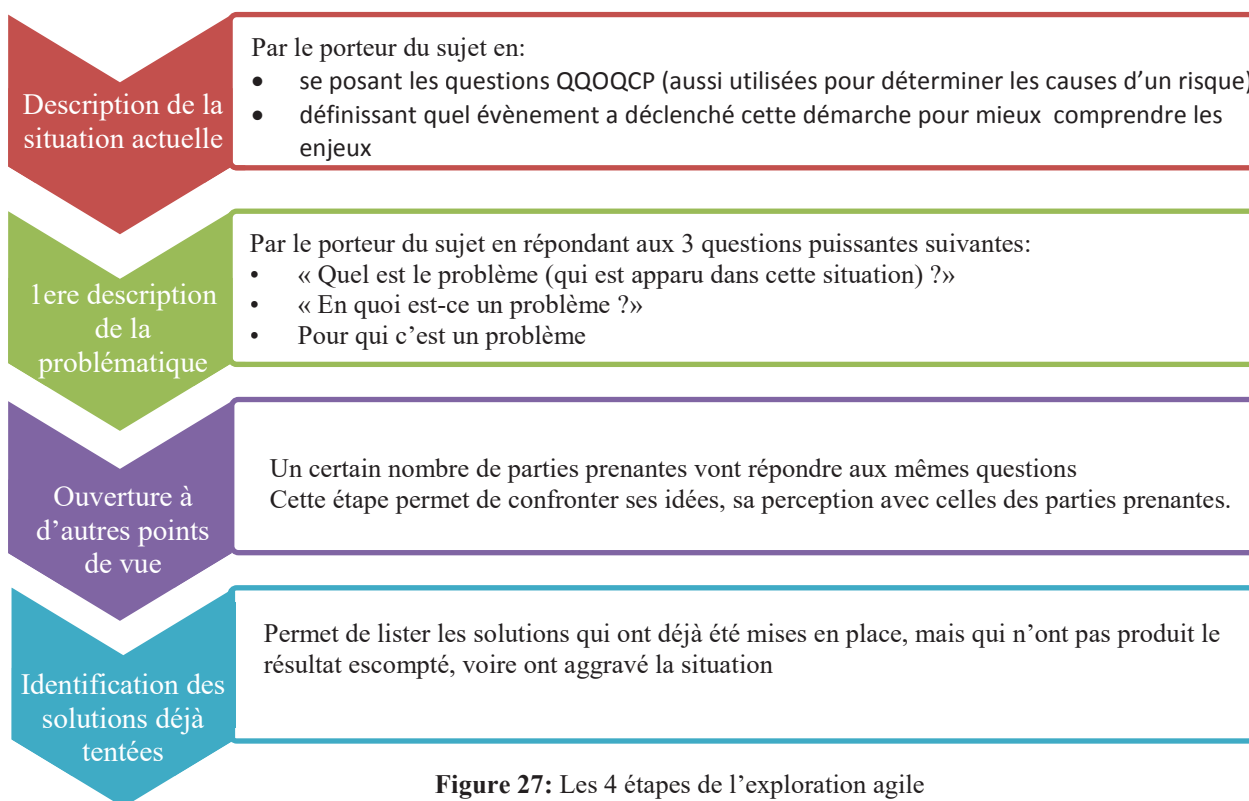 Description de la
situation actuelle
Par le porteur du sujet en:
• se posant les questions QQOQCP (aussi utilisées pour déterminer les causes d’un risque)
• définissant quel évènement a déclenché cette démarche pour mieux comprendre les
enjeux
1ere description
de la
problématique
Par le porteur du sujet en répondant aux 3 questions puissantes suivantes:
• « Quel est le problème (qui est apparu dans cette situation) ?»
• « En quoi est-ce un problème ?»
• Pour qui c’est un problème
Ouverture à
d’autres points
de vue
Un certain nombre de parties prenantes vont répondre aux mêmes questions
Cette étape permet de confronter ses idées, sa perception avec celles des parties prenantes.
Identification des
solutions déjà
tentées
Permet de lister les solutions qui ont déjà été mises en place, mais qui n’ont pas produit le
résultat escompté, voire ont aggravé la situation
Figure 27: Les 4 étapes de l’exploration agile